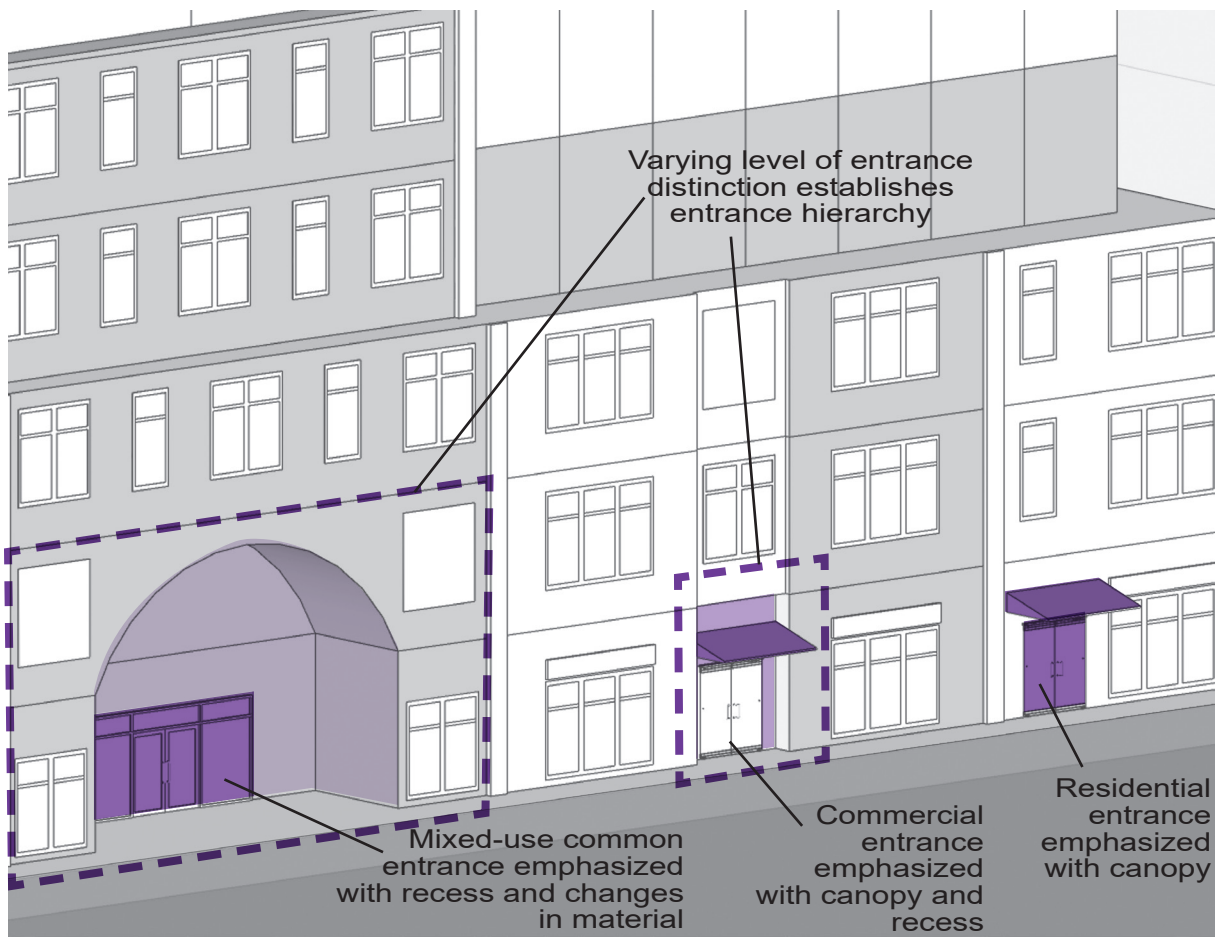 Varying level of entrance
distinction establishes
entrance hierarchy
Mixed-use common
entrance emphasized
with recess and changes
in material
Commercial
entrance
emphasized
with canopy and
recess
Residential
entrance
emphasized
with canopy